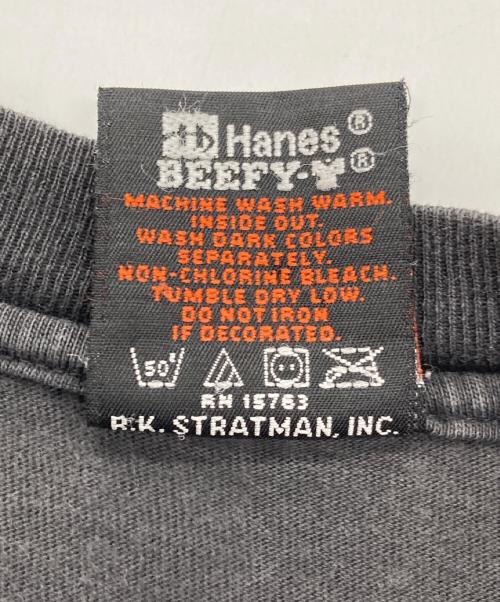 Hanes®
BEEFY-T®
MACHINE WASH WARM.
INSIDE OUT.
WASH DARK COLORS
SEPARATELY.
NON-CHLORINE BLEACH.
TUMBLE DRY LOW.
DO NOT IRON
IF DECORATED.
50°
RN 15763
R.K. STRATMAN, INC.